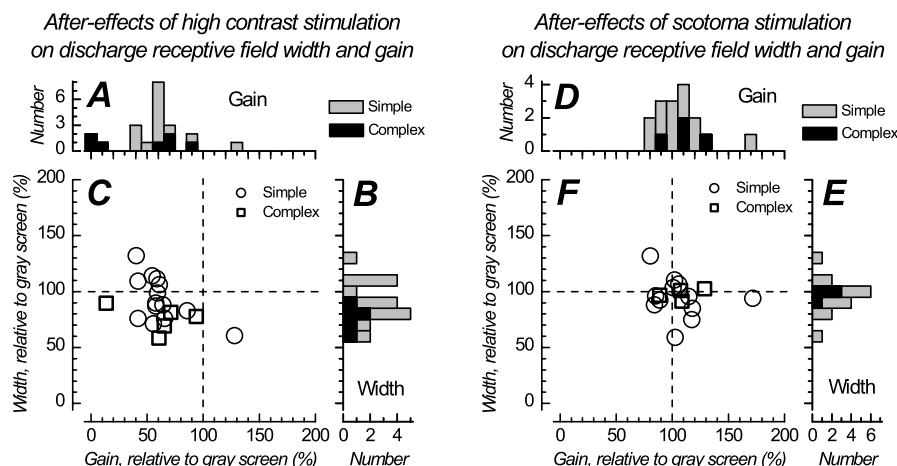 After-effects of high contrast stimulation
on discharge receptive field width and gain
A
Gain
Simple
Complex
Number
6
3
0
C
Simple
Complex
B
Width, relative to gray screen (%)
200
150
100
50
0
Width
0 50 100 150 200
0 2 4
Gain, relative to gray screen (%)
Number
After-effects of scotoma stimulation
on discharge receptive field width and gain
D
Gain
Simple
Complex
Number
4
2
0
F
Simple
Complex
E
Width, relative to gray screen (%)
200
150
100
50
0
Width
0 50 100 150 200
0 2 4 6
Gain, relative to gray screen (%)
Number